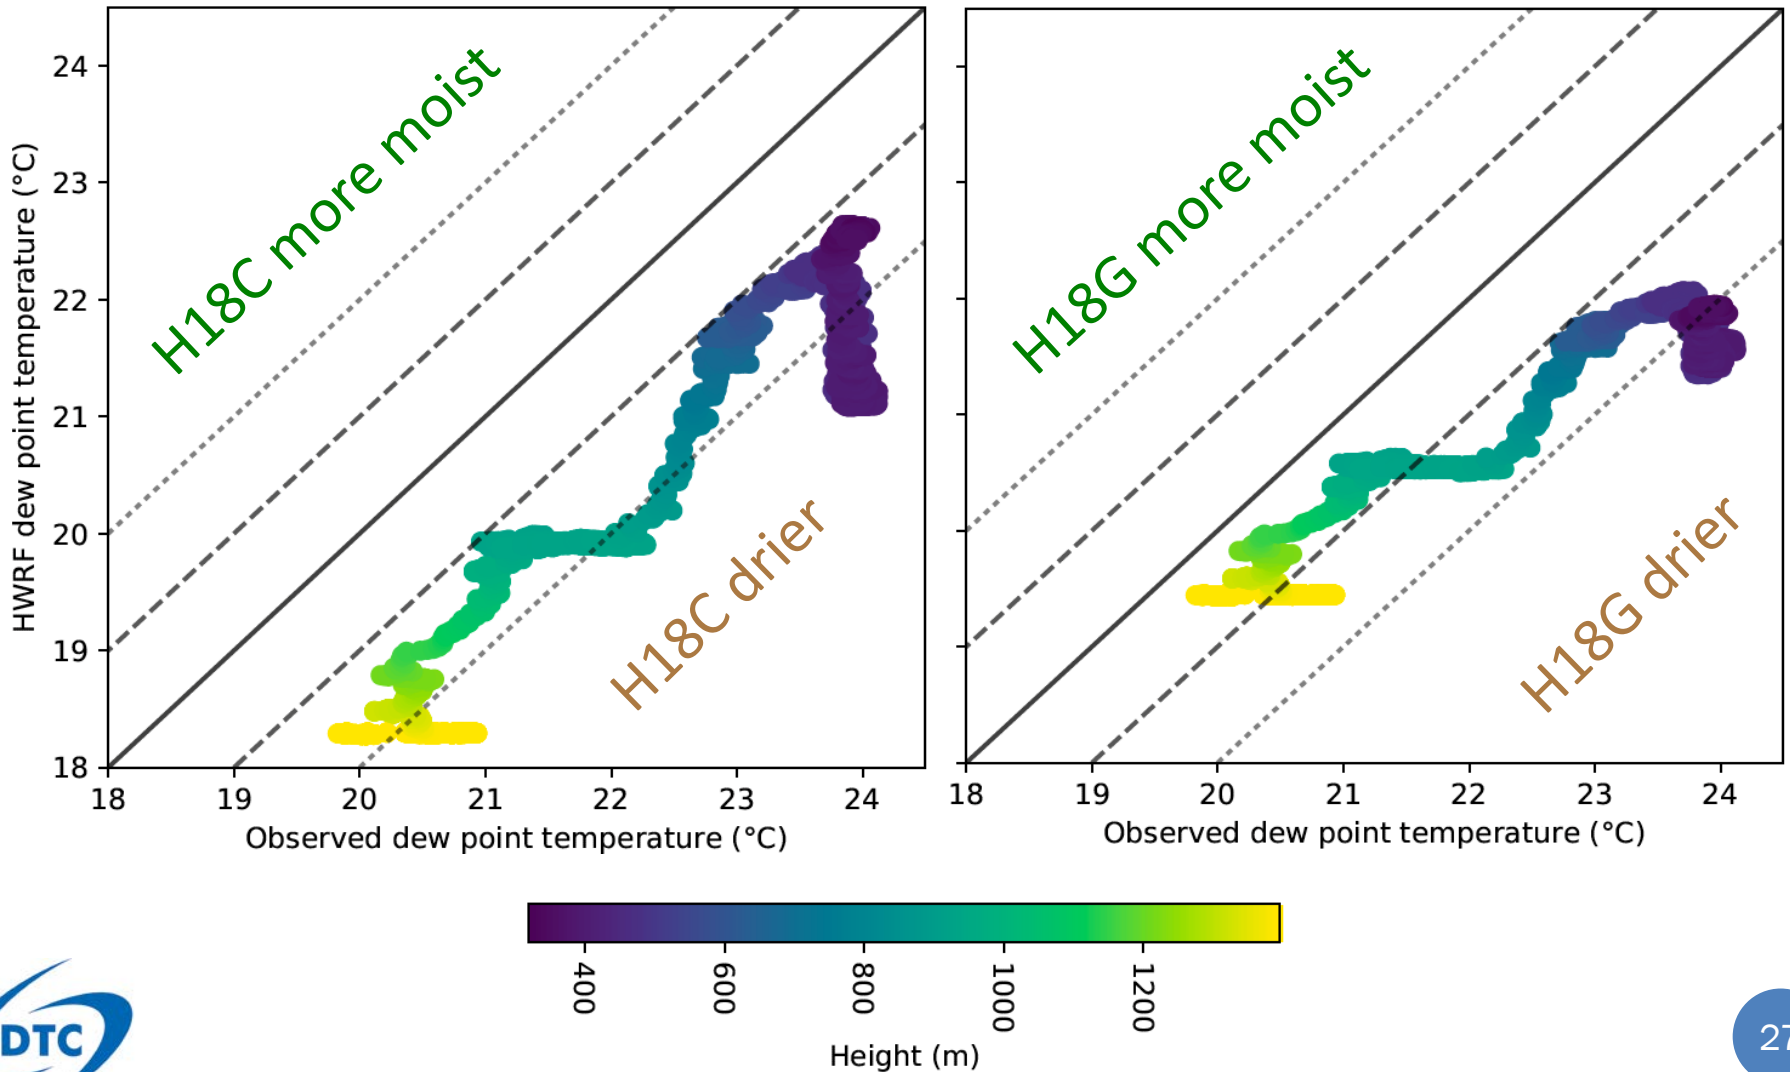 H18C more moist
H18C drier
24
23
22
21
20
19
18
HWRF dew point temperature (°C)
18 19 20 21 22 23 24
Observed dew point temperature (°C)
H18G more moist
H18G drier
18 19 20 21 22 23 24
Observed dew point temperature (°C)
400 600 800 1000 1200
Height (m)
DTC
27